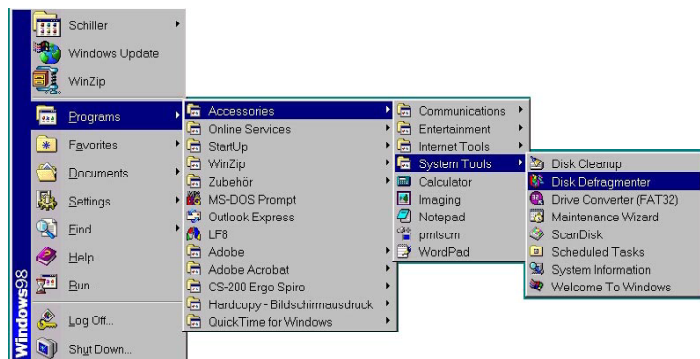 Schiller
Windows Update
WinZip
Programs
Favorites
Documents
Settings
Find
Help
Run
Log Off...
Shut Down...
Windows98
Accessories
Online Services
StartUp
WinZip
Zubehör
MS-DOS Prompt
Outlook Express
LF8
Adobe
Adobe Acrobat
CS-200 Ergo Spiro
Hardcopy - Bildschirmausdruck
QuickTime for Windows
Communications
Entertainment
Internet Tools
System Tools
Calculator
Imaging
Notepad
WordPad
Disk Cleanup
Disk Defragmenter
Drive Converter (FAT32)
Maintenance Wizard
ScanDisk
Scheduled Tasks
System Information
Welcome To Windows